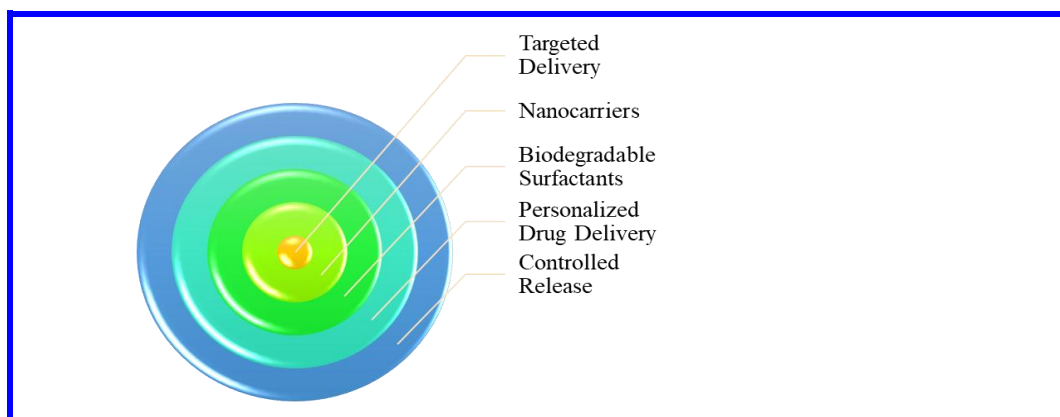 Targeted
Delivery
Nanocarriers
Biodegradable
Surfactants
Personalized
Drug Delivery
Controlled
Release